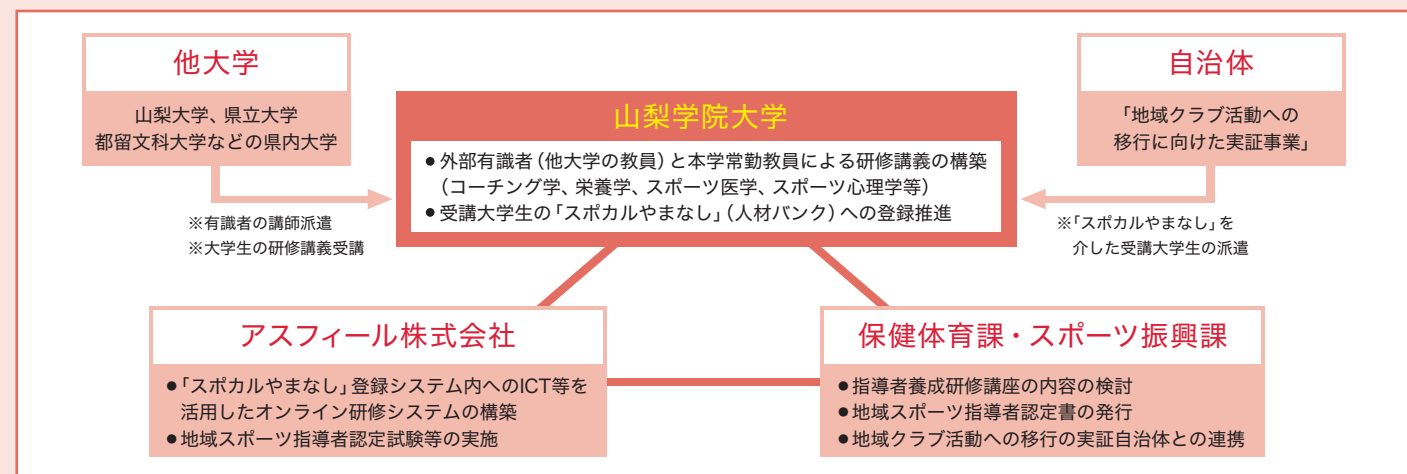 他大学
山梨大学、県立大学
都留文科大学などの県内大学
※有識者の講師派遣
※大学生の研修講義受講
山梨学院大学
●外部有識者（他大学の教員）と本学常勤教員による研修講義の構築
（コーチング学、栄養学、スポーツ医学、スポーツ心理学等）
●受講大学生の「スポカルやまなし」（人材バンク）への登録推進
自治体
「地域クラブ活動への
移行に向けた実証事業」
※「スポカルやまなし」を
介した受講大学生の派遣
アスフィール株式会社
●「スポカルやまなし」登録システム内へのICT等を
活用したオンライン研修システムの構築
●地域スポーツ指導者認定試験等の実施
保健体育課・スポーツ振興課
●指導者養成研修講座の内容の検討
●地域スポーツ指導者認定書の発行
●地域クラブ活動への移行の実証自治体との連携